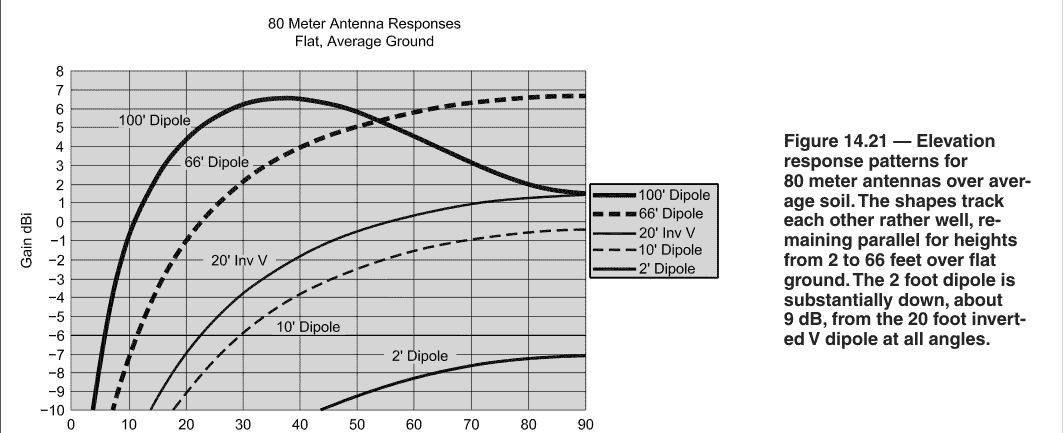 80 Meter Antenna Responses
Flat, Average Ground
8
7
6
5
4
3
2
1
0
−1
−2
−3
−4
−5
−6
−7
−8
−9
−10
Gain dBi
100' Dipole
66' Dipole
20' Inv V
10' Dipole
2' Dipole
0 10 20 30 40 50 60 70 80 90
100' Dipole
66' Dipole
20' Inv V
10' Dipole
2' Dipole
Figure 14.21 — Elevation
response patterns for
80 meter antennas over aver-
age soil. The shapes track
each other rather well, re-
maining parallel for heights
from 2 to 66 feet over flat
ground. The 2 foot dipole is
substantially down, about
9 dB, from the 20 foot invert-
ed V dipole at all angles.